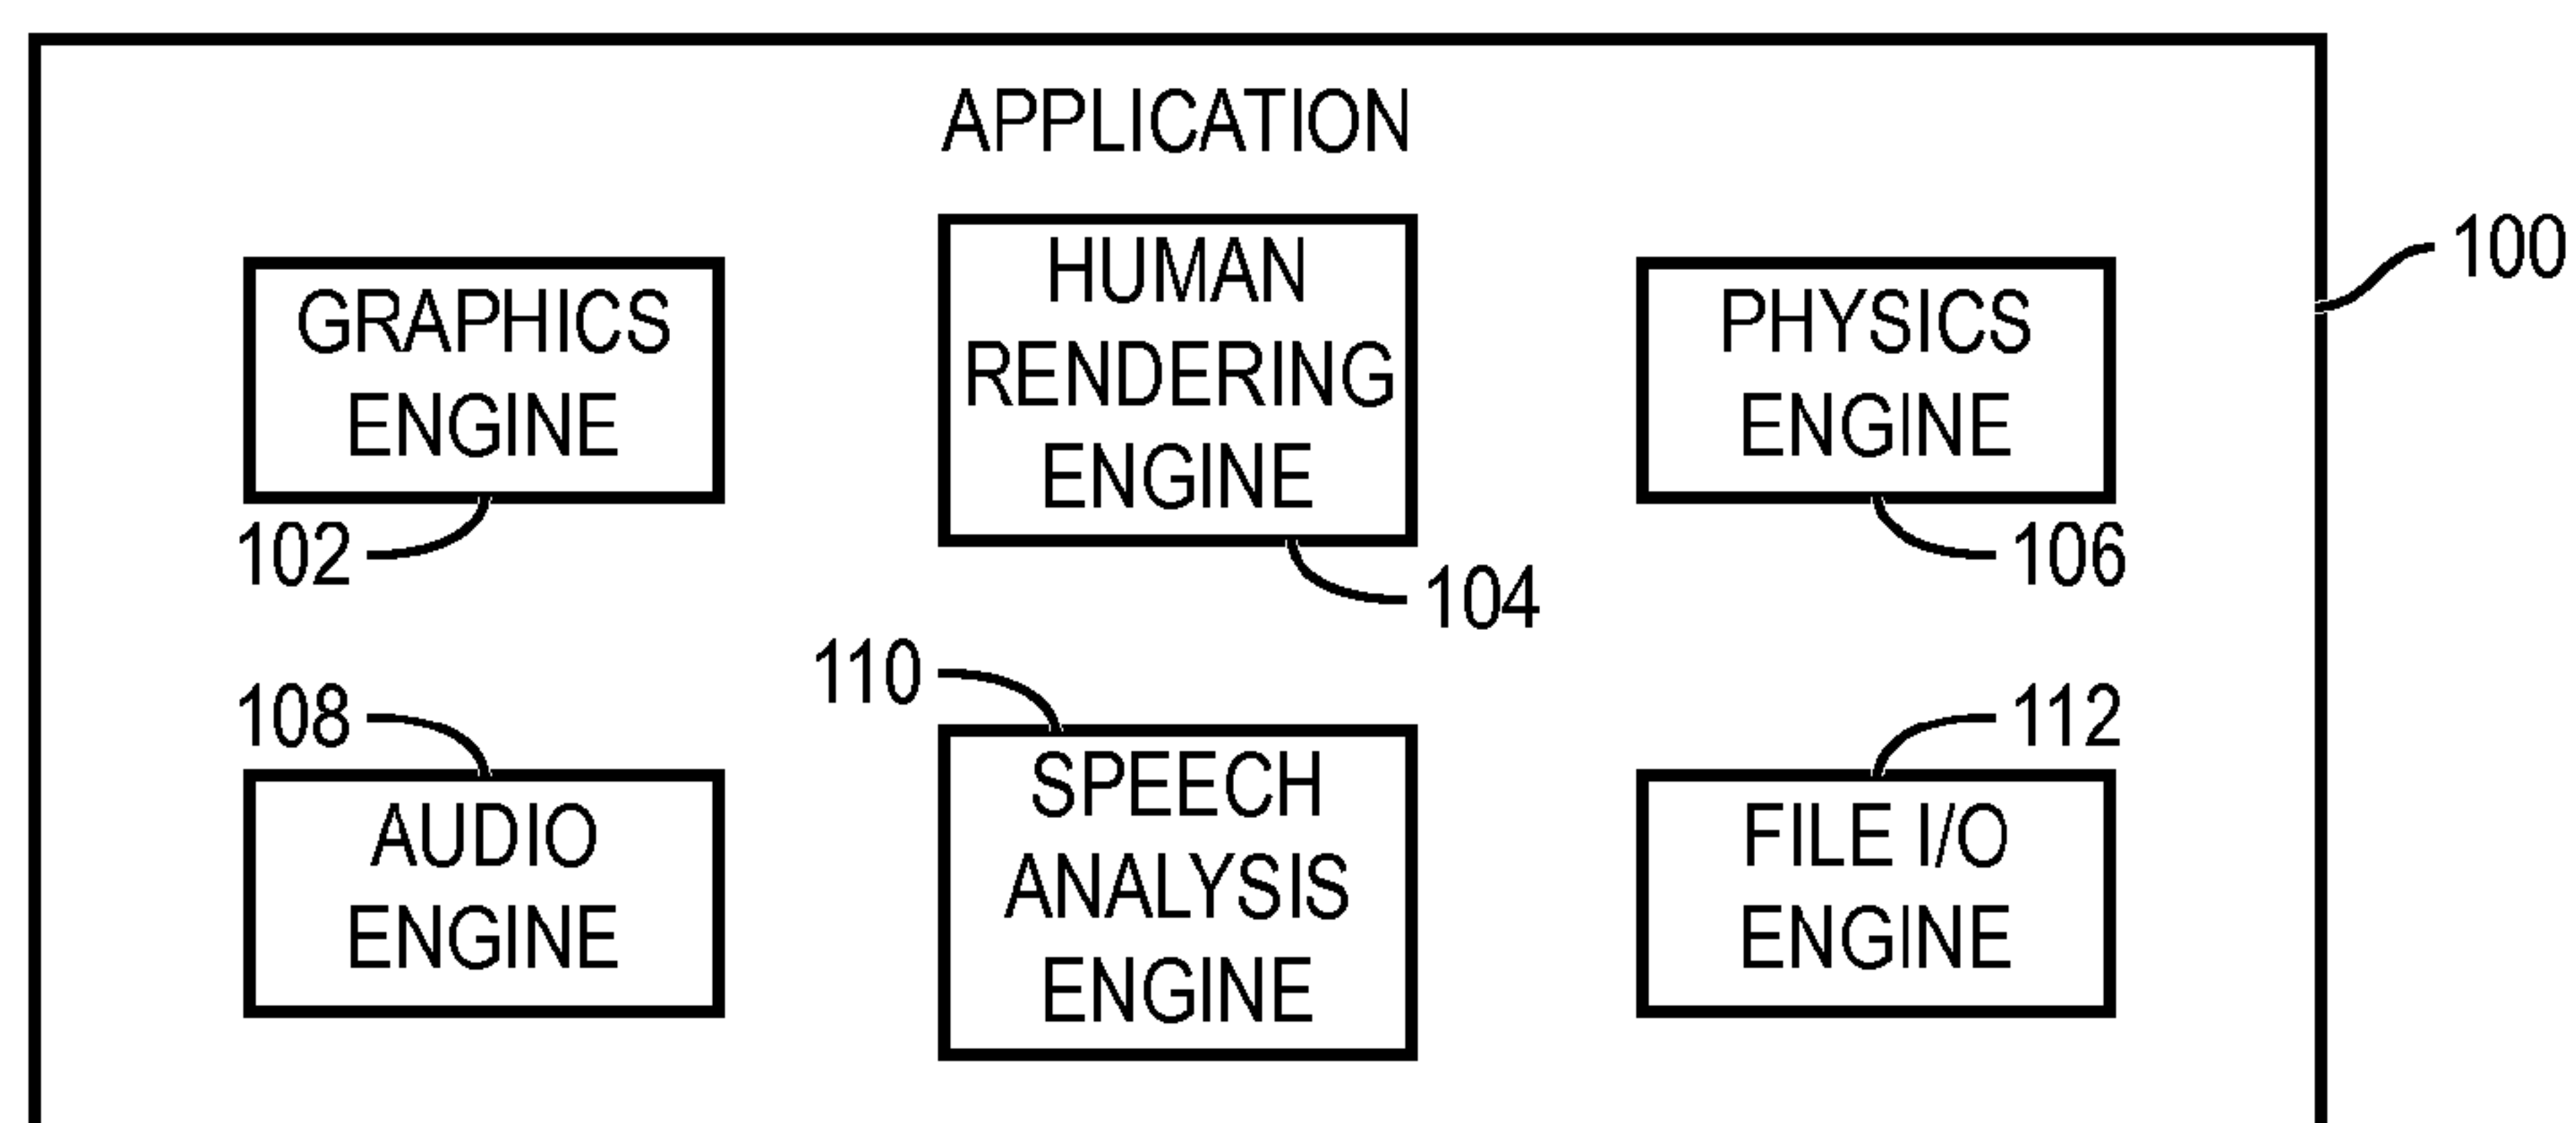 APPLICATION
GRAPHICS
ENGINE
102
HUMAN
RENDERING
ENGINE
104
PHYSICS
ENGINE
106
100
108
AUDIO
ENGINE
110
SPEECH
ANALYSIS
ENGINE
112
FILE I/O
ENGINE